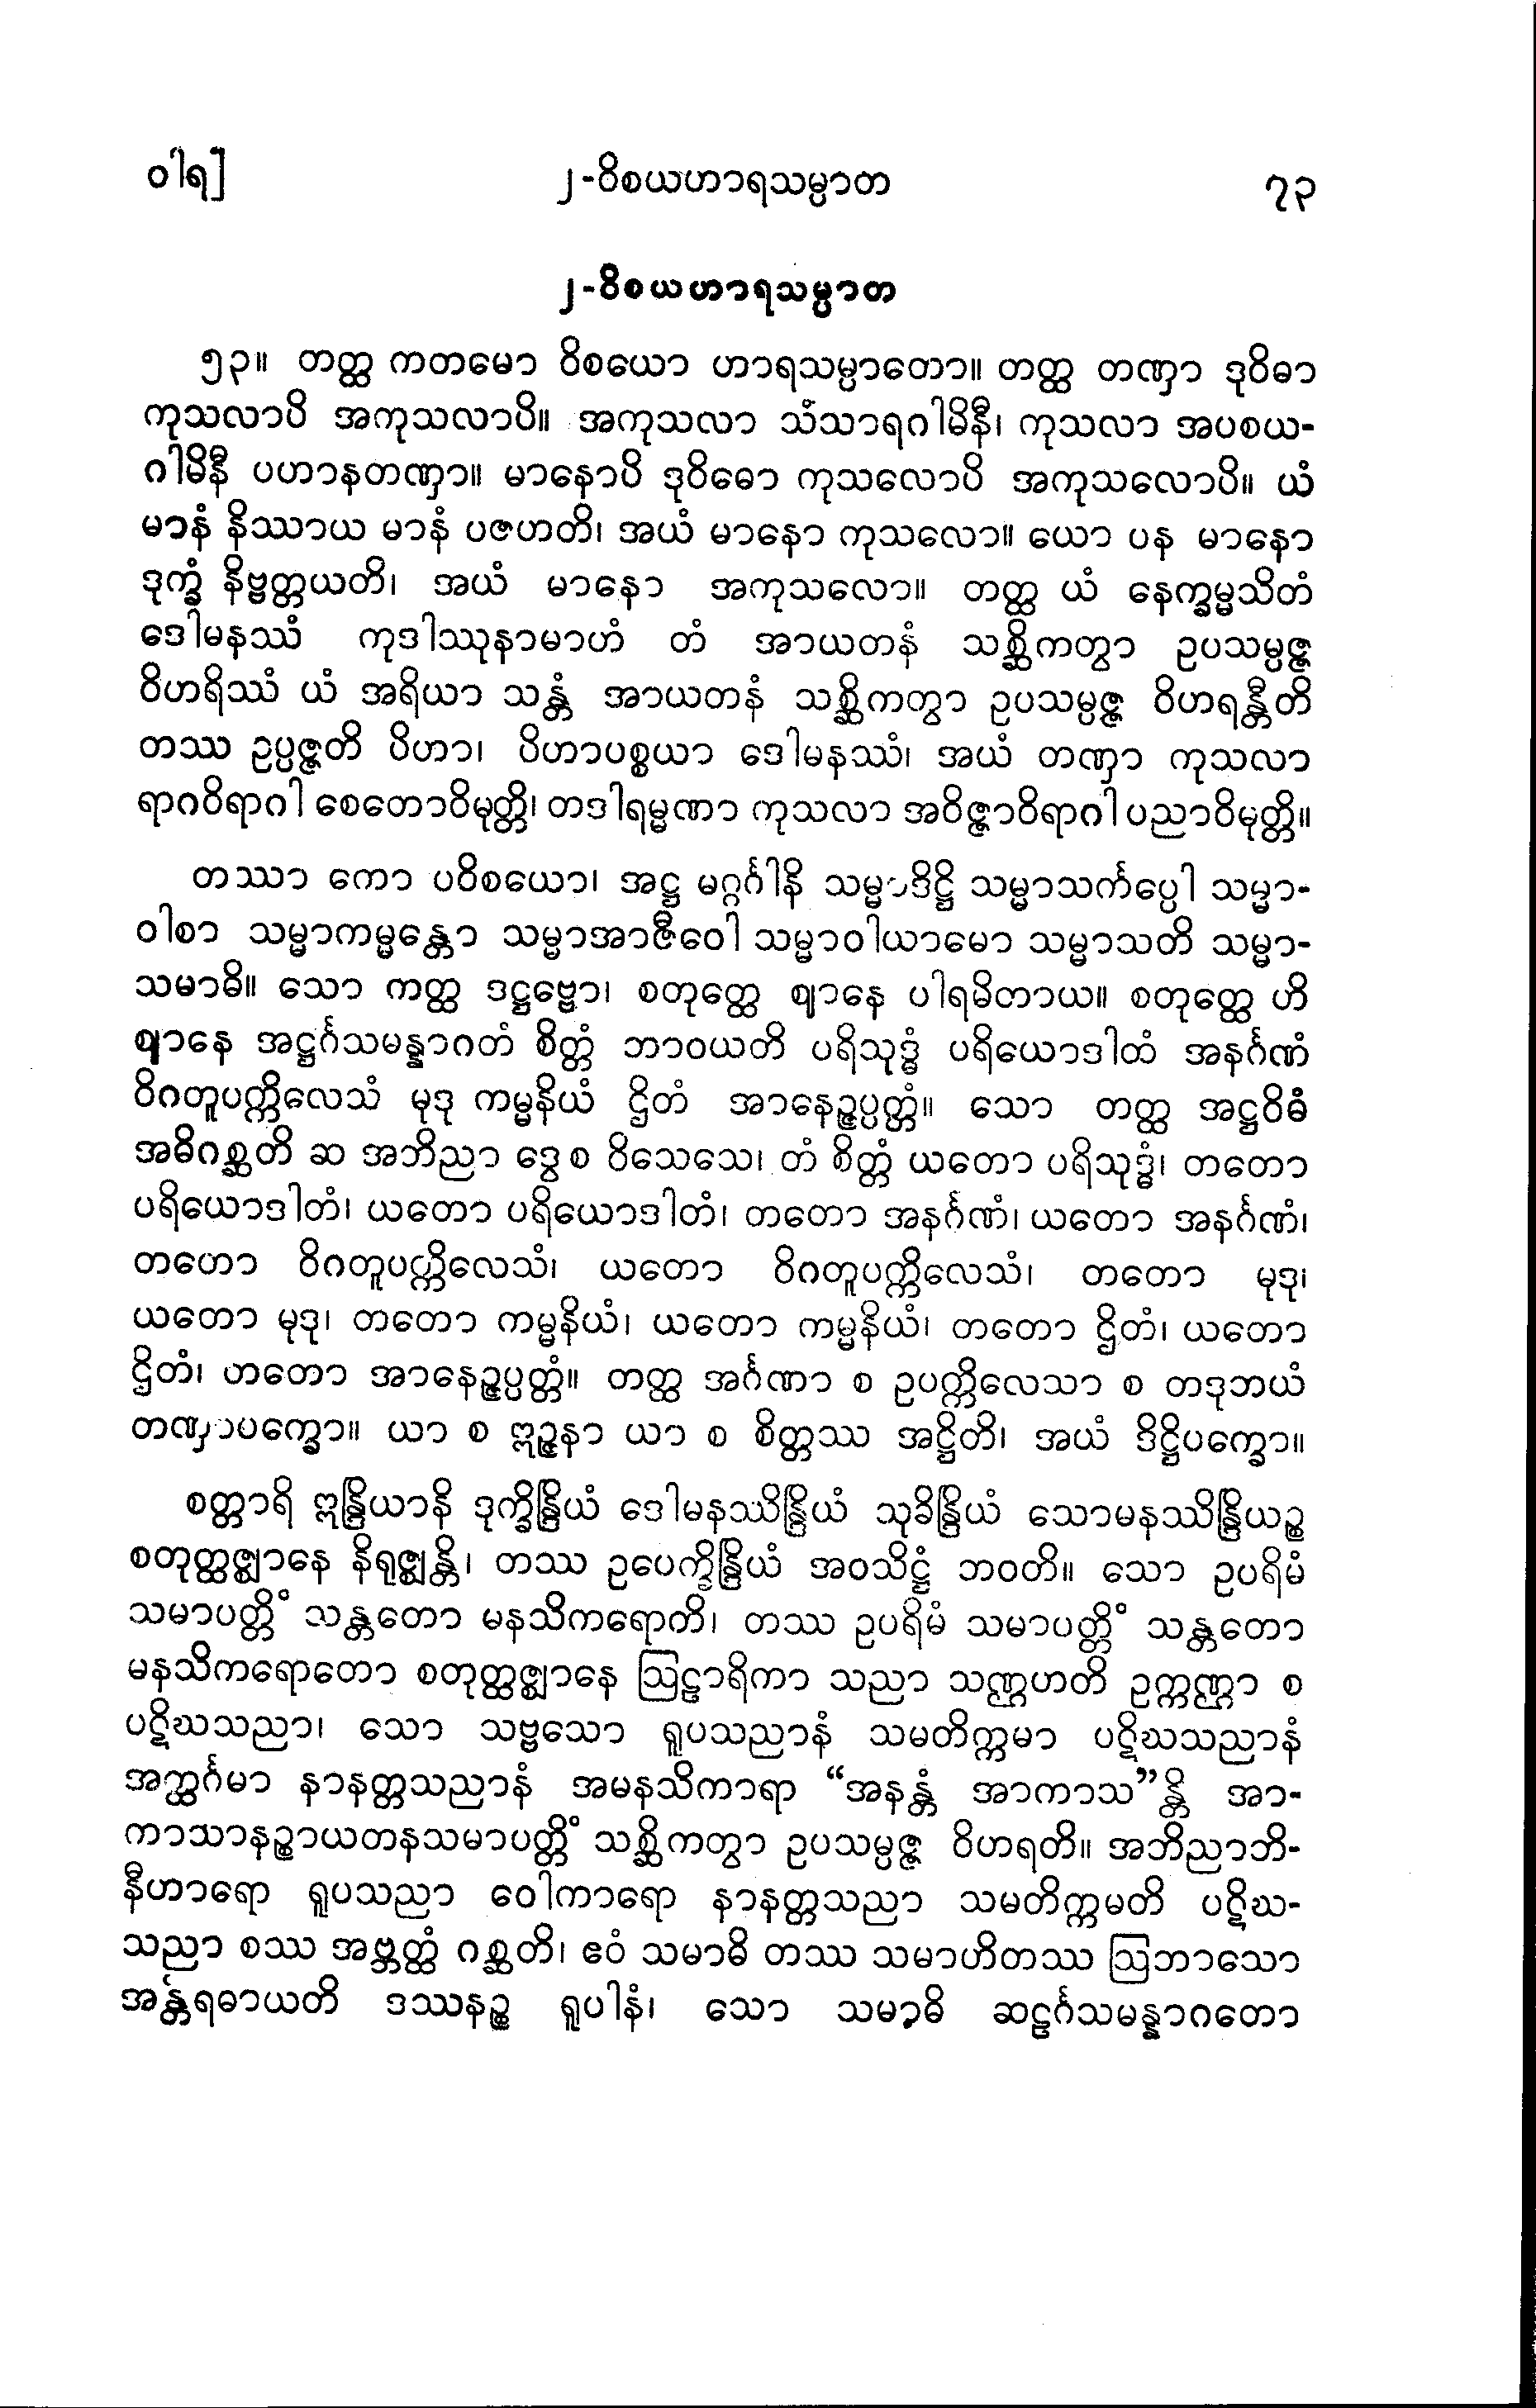 ဝါရ]
၂-ဝိစယဟာရသမ္ပာတ
၇၃
၂-ဝိစယဟာရသမ္ပာတ
၅၃။ တတ္ထ ကတမော ဝိစယော ဟာရသမ္ပာတော။ တတ္ထ တဏှာ ဒုဝိဓာ
ကုသလာပိ အကုသလာပိ။ အကုသလာ သံသာရဂါမိနီ၊ ကုသလာ အပစယ-
ဂါမိနီ ပဟာနတဏှာ။ မာနောပိ ဒုဝိဓော ကုသလောပိ အကုသလောပိ။ ယံ
မာနံ နိဿာယ မာနံ ပဇဟတိ၊ အယံ မာနော ကုသလော။ ယော ပန မာနော
ဒုက္ခံ နိဗ္ဗတ္တယတိ၊ အယံ မာနော အကုသလော။ တတ္ထ ယံ နေက္ခမ္မသိတံ
ဒေါမနဿံ ကုဒါဿုနာမာဟံ တံ အာယတနံ သစ္ဆိကတွာ ဥပသမ္ပဇ္ဇ
ဝိဟရိဿံ ယံ အရိယာ သန္တံ အာယတနံ သစ္ဆိကတွာ ဥပသမ္ပဇ္ဇ ဝိဟရန္တီတိ
တဿ ဥပ္ပဇ္ဇတိ ပိဟာ၊ ပိဟာပစ္စယာ ဒေါမနဿံ၊ အယံ တဏှာ ကုသလာ
ရာဂဝိရာဂါ စေတောဝိမုတ္တိ၊ တဒါရမ္မဏာ ကုသလာ အဝိဇ္ဇာဝိရာဂါ ပညာဝိမုတ္တိ။
တဿာ ကော ပဝိစယော၊ အဋ္ဌ မဂ္ဂင်္ဂါနိ သမ္မာဒိဋ္ဌိ သမ္မာသင်္ကပ္ပေါ သမ္မာ-
ဝါစာ သမ္မာကမ္မန္တော သမ္မာအာဇီဝေါ သမ္မာဝါယာမော သမ္မာသတိ သမ္မာ-
သမာဓိ။ သော ကတ္ထ ဒဋ္ဌဗ္ဗော၊ စတုတ္ထေ ဈာနေ ပါရမိတာယ။ စတုတ္ထေ ဟိ
ဈာနေ အဋ္ဌင်္ဂသမန္နာဂတံ စိတ္တံ ဘာဝယတိ ပရိသုဒ္ဓံ ပရိယောဒါတံ အနင်္ဂဏံ
ဝိဂတူပက္ကိလေသံ မုဒု ကမ္မနိယံ ဌိတံ အာနေဉ္ဇပ္ပတ္တံ။ သော တတ္ထ အဋ္ဌဝိဓံ
အဓိဂစ္ဆတိ ဆ အဘိညာ ဒွေ စ ဝိသေသေ၊ တံ စိတ္တံ ယတော ပရိသုဒ္ဓံ၊ တတော
ပရိယောဒါတံ၊ ယတော ပရိယောဒါတံ၊ တတော အနင်္ဂဏံ၊ ယတော အနင်္ဂဏံ၊
တတော ဝိဂတူပက္ကိလေသံ၊ ယတော ဝိဂတူပက္ကိလေသံ၊ တတော မုဒု၊
ယတော မုဒု၊ တတော ကမ္မနိယံ၊ ယတော ကမ္မနိယံ၊ တတော ဌိတံ၊ ယတော
ဌိတံ၊ တတော အာနေဉ္ဇပ္ပတ္တံ။ တတ္ထ အင်္ဂဏာ စ ဥပက္ကိလေသာ စ တဒုဘယံ
တဏှာပက္ခော။ ယာ စ ဣဉ္ဇနာ ယာ စ စိတ္တဿ အဋ္ဌိတိ၊ အယံ ဒိဋ္ဌိပက္ခော။
စတ္တာရိ ဣန္ဒြိယာနိ ဒုက္ခိန္ဒြိယံ ဒေါမနဿိန္ဒြိယံ သုခိန္ဒြိယံ သောမနဿိန္ဒြိယဉ္စ
စတုတ္ထဇ္ဈာနေ နိရုဇ္ဈန္တိ၊ တဿ ဥပေက္ခိန္ဒြိယံ အဝသိဋ္ဌံ ဘဝတိ။ သော ဥပရိမံ
သမာပတ္တိံ သန္တတော မနသိကရောတိ၊ တဿ ဥပရိမံ သမာပတ္တိံ သန္တတော
မနသိကရောတော စတုတ္ထဇ္ဈာနေ ဩဠာရိကာ သညာ သဏ္ဌဟတိ ဥက္ကဏ္ဌာ စ
ပဋိဃသညာ၊ သော သဗ္ဗသော ရူပသညာနံ သမတိက္ကမာ ပဋိဃသညာနံ
အတ္ထင်္ဂမာ နာနတ္တသညာနံ အမနသိကာရာ “အနန္တံ အာကာသ”န္တိ အာ-
ကာသာနဉ္စာယတနသမာပတ္တိံ သစ္ဆိကတွာ ဥပသမ္ပဇ္ဇ ဝိဟရတိ။ အဘိညာဘိ-
နီဟာရော ရူပသညာ ဝေါကာရော နာနတ္တသညာ သမတိက္ကမတိ ပဋိဃ-
သညာ စဿ အဗ္ဘတ္ထံ ဂစ္ဆတိ၊ ဧဝံ သမာဓိ တဿ သမာဟိတဿ ဩဘာသော
အန္တရဓာယတိ ဒဿနဉ္စ ရူပါနံ၊ သော သမာဓိ ဆဠင်္ဂသမန္နာဂတော